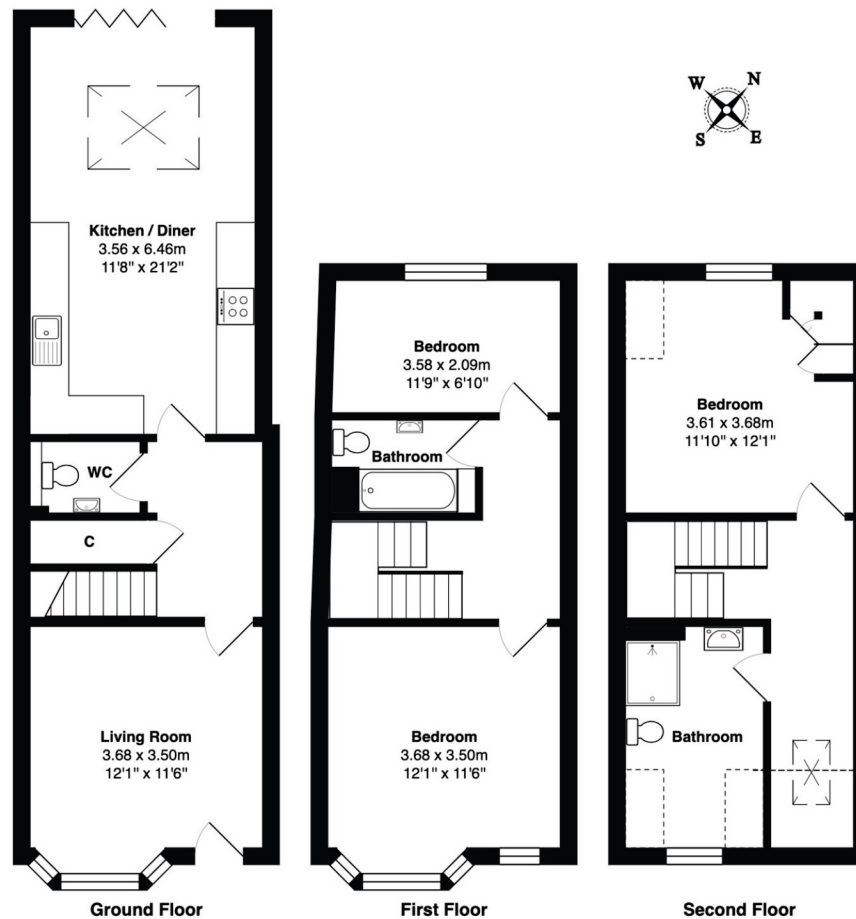 W N
S E
Kitchen / Diner
3.56 x 6.46m
11'8" x 21'2"
WC
C
Living Room
3.68 x 3.50m
12'1" x 11'6"
Ground Floor
Bedroom
3.58 x 2.09m
11'9" x 6'10"
Bathroom
Bedroom
3.68 x 3.50m
12'1" x 11'6"
First Floor
Bedroom
3.61 x 3.68m
11'10" x 12'1"
Bathroom
Second Floor